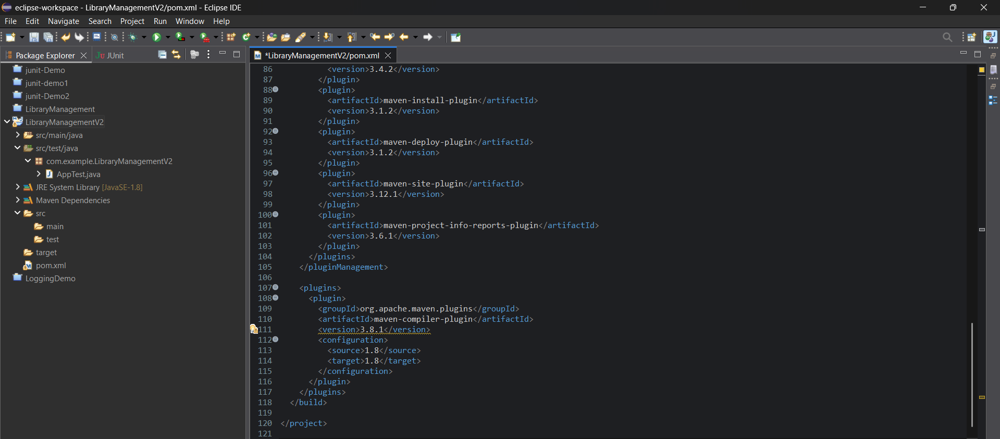 eclipse-workspace - LibraryManagementV2/pom.xml - Eclipse IDE
File Edit Navigate Search Project Run Window Help
Package Explorer
JUnit
junit-Demo
junit-demo1
junit-Demo2
LibraryManagement
LibraryManagementV2
src/main/java
src/test/java
com.example.LibraryManagementV2
AppTest.java
JRE System Library [JavaSE-1.8]
Maven Dependencies
src
main
test
target
pom.xml
LoggingDemo
*LibraryManagementV2/pom.xml
86 <version>3.4.2</version>
87 </plugin>
88 <plugin>
89 <artifactId>maven-install-plugin</artifactId>
90 <version>3.1.2</version>
91 </plugin>
92 <plugin>
93 <artifactId>maven-deploy-plugin</artifactId>
94 <version>3.1.2</version>
95 </plugin>
96 <plugin>
97 <artifactId>maven-site-plugin</artifactId>
98 <version>3.12.1</version>
99 </plugin>
100 <plugin>
101 <artifactId>maven-project-info-reports-plugin</artifactId>
102 <version>3.6.1</version>
103 </plugin>
104 </plugins>
105 </pluginManagement>
106
107 <plugins>
108 <plugin>
109 <groupId>org.apache.maven.plugins</groupId>
110 <artifactId>maven-compiler-plugin</artifactId>
111 <version>3.8.1</version>
112 <configuration>
113 <source>1.8</source>
114 <target>1.8</target>
115 </configuration>
116 </plugin>
117 </plugins>
118 </build>
119
120 </project>
121